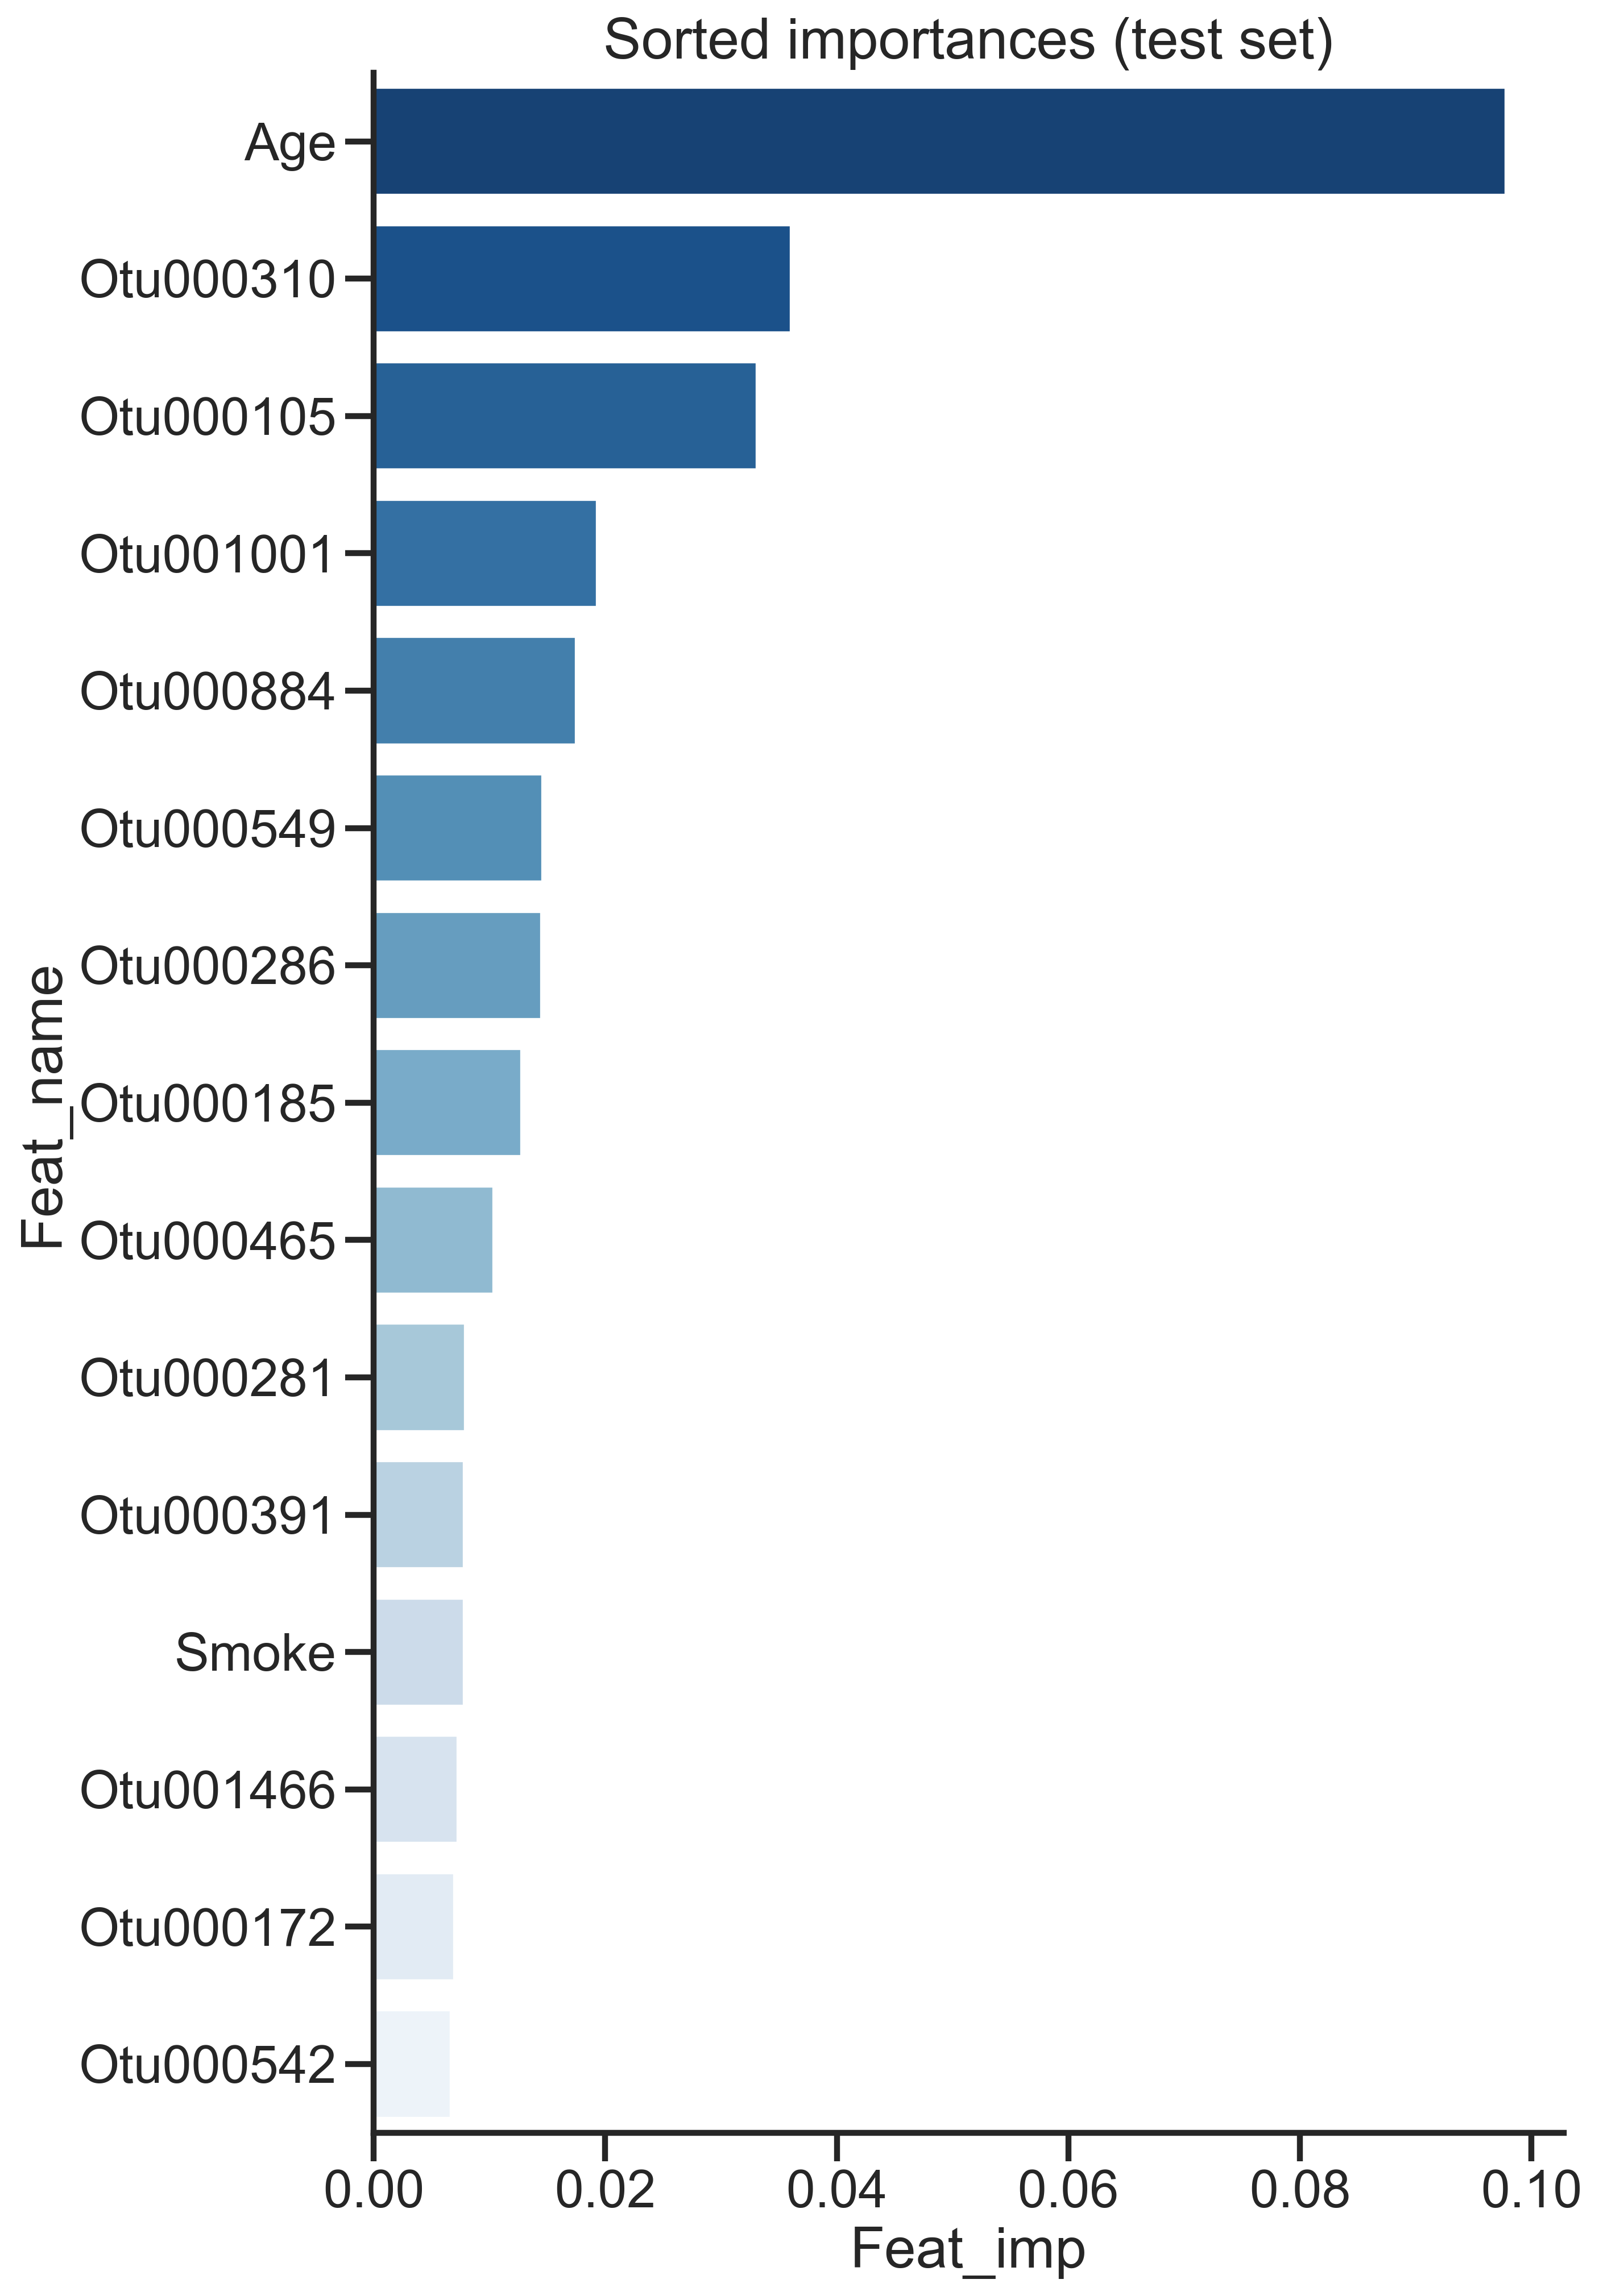 Sorted importances (test set)
Age
Otu000310
Otu000105
Otu001001
Otu000884
Otu000549
Otu000286
Otu000185
Otu000465
Otu000281
Otu000391
Smoke
Otu001466
Otu000172
Otu000542
Feat_name
0.00 0.02 0.04 0.06 0.08 0.10
Feat_imp